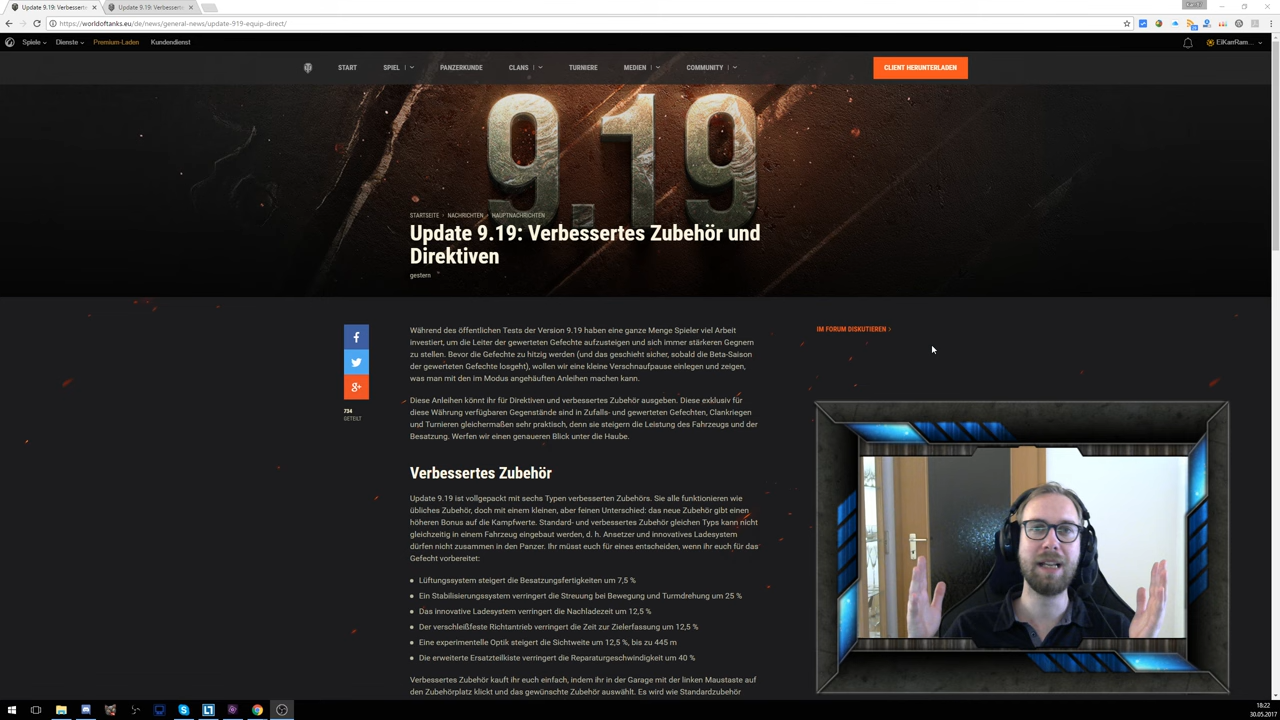 Update 9.19: Verbessertes
Update 9.19: Verbessertes
https://worldoftanks.eu/de/news/general-news/update-919-equip-direct/
Spiele
Dienste
Premium-Laden
Kundendienst
EiKanRam...
START
SPIEL
PANZERKUNDE
CLANS
TURNIERE
MEDIEN
COMMUNITY
CLIENT HERUNTERLADEN
9.19
STARTSEITE
NACHRICHTEN
HAUPTNACHRICHTEN
Update 9.19: Verbessertes Zubehör und
Direktiven
gestern
734
GETEILT
Während des öffentlichen Tests der Version 9.19 haben eine ganze Menge Spieler viel Arbeit
investiert, um die Leiter der gewerteten Gefechte aufzusteigen und sich immer stärkeren Gegnern
zu stellen. Bevor die Gefechte zu hitzig werden (und das geschieht sicher, sobald die Beta-Saison
der gewerteten Gefechte losgeht), wollen wir eine kleine Verschnaufpause einlegen und zeigen,
was man mit den im Modus angehäuften Anleihen machen kann.
Diese Anleihen könnt ihr für Direktiven und verbessertes Zubehör ausgeben. Diese exklusiv für
diese Währung verfügbaren Gegenstände sind in Zufalls- und gewerteten Gefechten, Clankriegen
und Turnieren gleichermaßen sehr praktisch, denn sie steigern die Leistung des Fahrzeugs und der
Besatzung. Werfen wir einen genaueren Blick unter die Haube.
Verbessertes Zubehör
Update 9.19 ist vollgepackt mit sechs Typen verbesserten Zubehörs. Sie alle funktionieren wie
übliches Zubehör, doch mit einem kleinen, aber feinen Unterschied: das neue Zubehör gibt einen
höheren Bonus auf die Kampfwerte. Standard- und verbessertes Zubehör gleichen Typs kann nicht
gleichzeitig in einem Fahrzeug eingebaut werden, d. h. Ansetzer und innovatives Ladesystem
dürfen nicht zusammen in den Panzer. Ihr müsst euch für eines entscheiden, wenn ihr euch für das
Gefecht vorbereitet:
Lüftungssystem steigert die Besatzungsfertigkeiten um 7,5 %
Ein Stabilisierungssystem verringert die Streuung bei Bewegung und Turmdrehung um 25 %
Das innovative Ladesystem verringert die Nachladezeit um 12,5 %
Der verschleißfeste Richtantrieb verringert die Zeit zur Zielerfassung um 12,5 %
Eine experimentelle Optik steigert die Sichtweite um 12,5 %, bis zu 445 m
Die erweiterte Ersatzteilkiste verringert die Reparaturgeschwindigkeit um 40 %
Verbessertes Zubehör kauft ihr euch einfach, indem ihr in der Garage mit der linken Maustaste auf
den Zubehörplatz klickt und das gewünschte Zubehör auswählt. Es wird wie Standardzubehör
IM FORUM DISKUTIEREN
18:22
30.05.2017